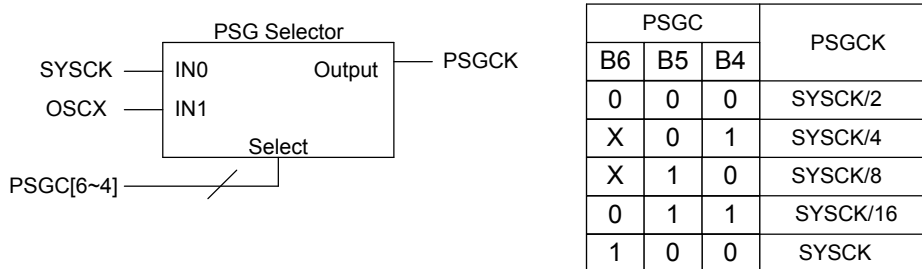 PSG Selector
SYSCK IN0 Output PSGCK
OSCX IN1
Select
PSGC[6~4]
PSGC PSGCK
B6 B5 B4
0 0 0 SYSCK/2
X 0 1 SYSCK/4
X 1 0 SYSCK/8
0 1 1 SYSCK/16
1 0 0 SYSCK